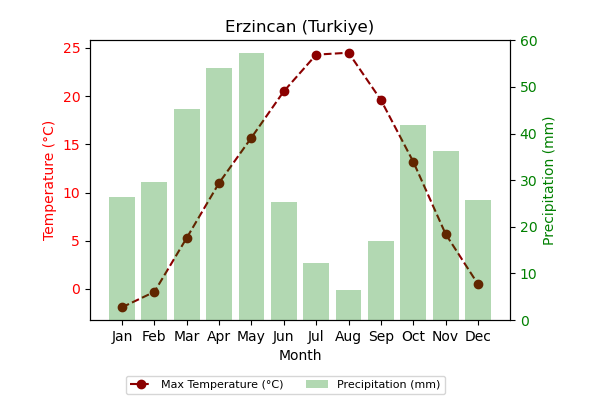 Erzincan (Turkiye)
25
20
15
10
5
0
Temperature (°C)
60
50
40
30
20
10
0
Precipitation (mm)
Jan Feb Mar Apr May Jun Jul Aug Sep Oct Nov Dec
Month
Max Temperature (°C) Precipitation (mm)